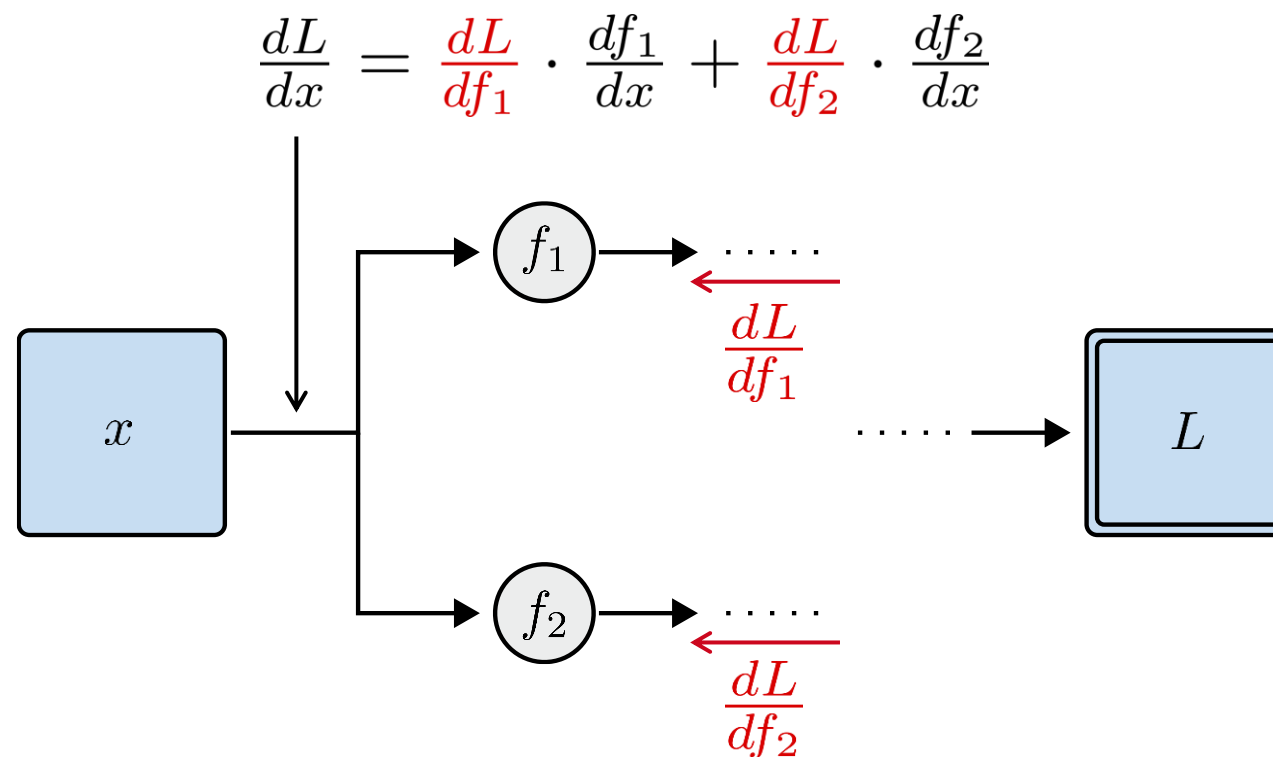 dL/dx = dL/df₁ · df₁/dx + dL/df₂ · df₂/dx
f₁
.....
dL/df₁
x
.....
L
f₂
.....
dL/df₂